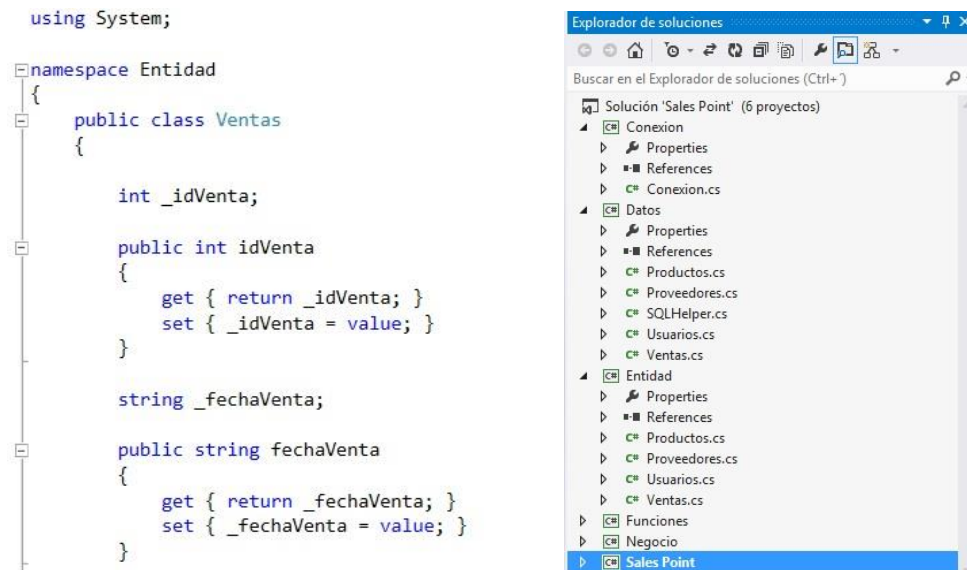 using System;
namespace Entidad
{
public class Ventas
{
int _idVenta;
public int idVenta
{
get { return _idVenta; }
set { _idVenta = value; }
}
string _fechaVenta;
public string fechaVenta
{
get { return _fechaVenta; }
set { _fechaVenta = value; }
}
Explorador de soluciones
Buscar en el Explorador de soluciones (Ctrl+´)
Solución 'Sales Point' (6 proyectos)
C# Conexion
Properties
References
C# Conexion.cs
C# Datos
Properties
References
C# Productos.cs
C# Proveedores.cs
C# SQLHelper.cs
C# Usuarios.cs
C# Ventas.cs
C# Entidad
Properties
References
C# Productos.cs
C# Proveedores.cs
C# Usuarios.cs
C# Ventas.cs
C# Funciones
C# Negocio
C# Sales Point